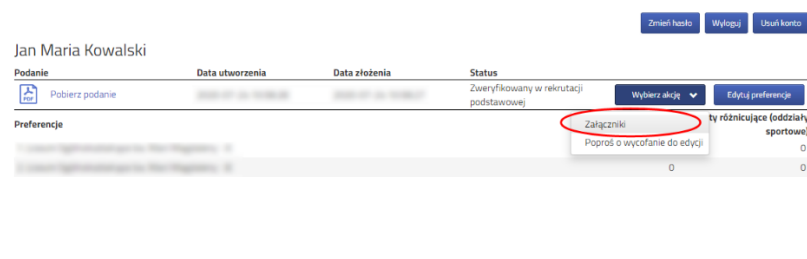 Zmień hasło Wyloguj Usuń konto
Jan Maria Kowalski
Podanie Data utworzenia Data złożenia Status
PDF Pobierz podanie Zweryfikowany w rekrutacji podstawowej Wybierz akcję Edytuj preferencje
Preferencje Załączniki ty różnicujące (oddziały sportowe)
Poproś o wycofanie do edycji
0
0 0